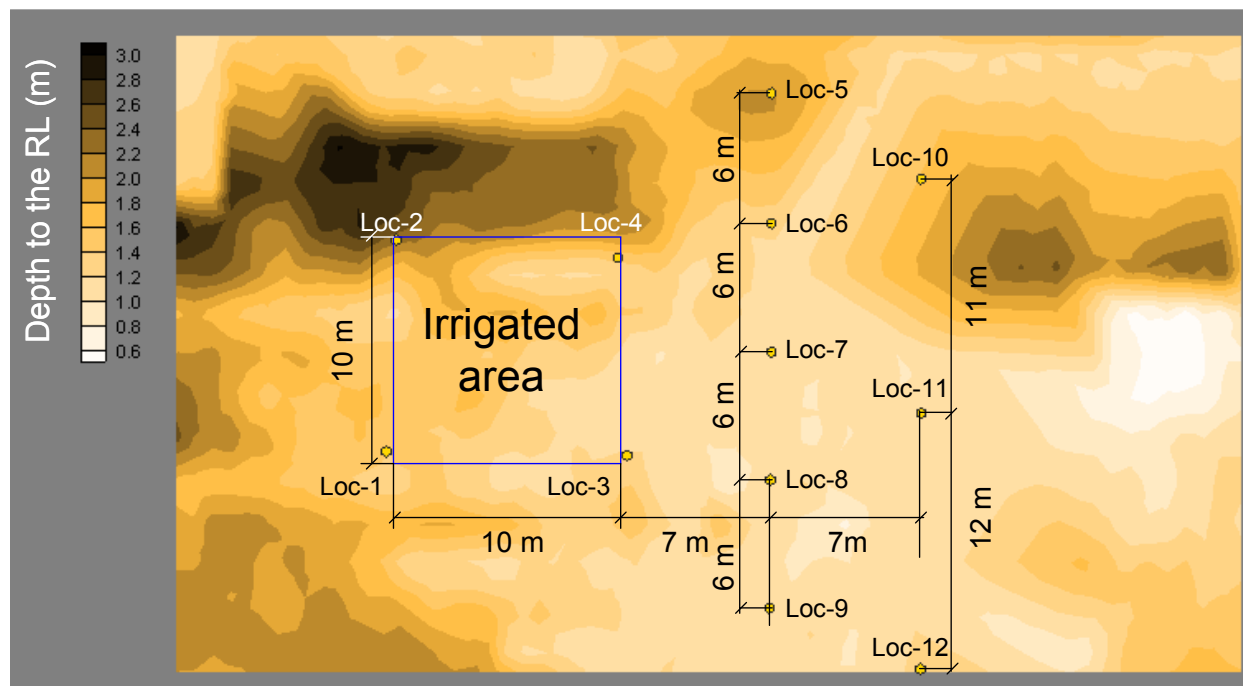 Depth to the RL (m)
3.0
2.8
2.6
2.4
2.2
2.0
1.8
1.6
1.4
1.2
1.0
0.8
0.6
Loc-5
6 m
Loc-10
Loc-2
Loc-4
Loc-6
6 m
11 m
Irrigated
area
10 m
Loc-7
6 m
Loc-11
Loc-1
Loc-3
Loc-8
10 m
7 m
7m
12 m
6 m
Loc-9
Loc-12